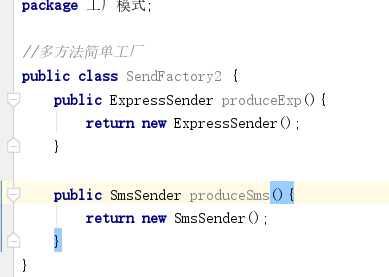 package 工厂模式;
//多方法简单工厂
public class SendFactory2 {
public ExpressSender produceExp(){
return new ExpressSender();
}
public SmsSender produceSms(){
return new SmsSender();
}
}